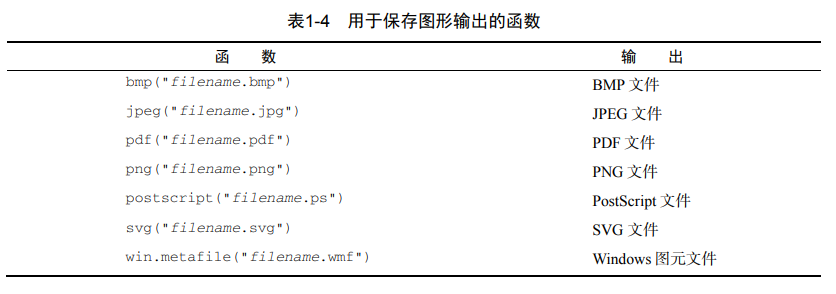 表1-4 用于保存图形输出的函数
函 数 输 出
bmp("filename.bmp") BMP 文件
jpeg("filename.jpg") JPEG 文件
pdf("filename.pdf") PDF 文件
png("filename.png") PNG 文件
postscript("filename.ps") PostScript 文件
svg("filename.svg") SVG 文件
win.metafile("filename.wmf") Windows 图元文件